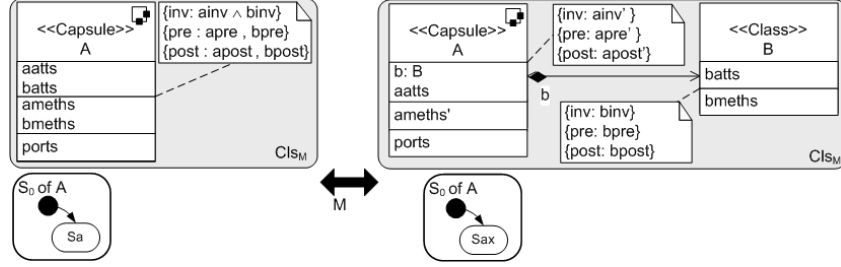 <<Capsule>>
A
aatts
batts
ameths
bmeths
ports
{inv: ainv ∧ binv}
{pre : apre , bpre}
{post : apost , bpost}
Cls_M
S₀ of A
Sa
M
<<Capsule>>
A
b: B
aatts
ameths'
ports
{inv: ainv' }
{pre: apre' }
{post: apost'}
b
{inv: binv}
{pre: bpre}
{post: bpost}
<<Class>>
B
batts
bmeths
Cls_M
S₀ of A
Sax